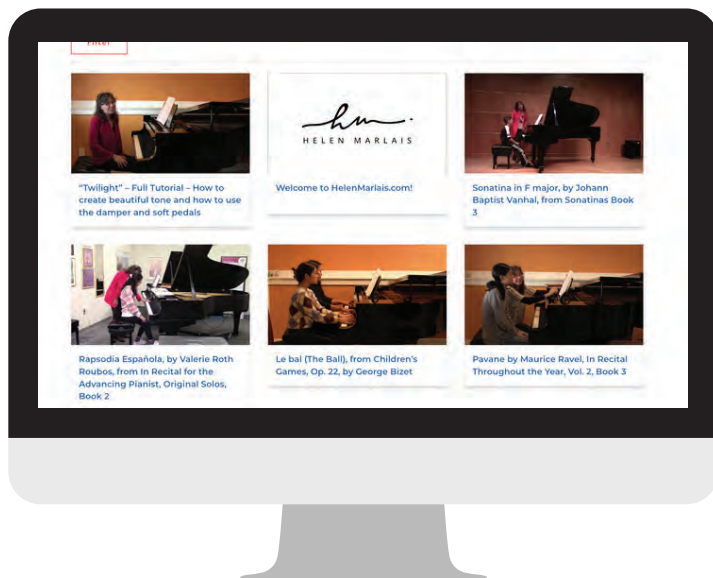 Filter
"Twilight" – Full Tutorial – How to
create beautiful tone and how to use
the damper and soft pedals
hm.
HELEN MARLAIS
Welcome to HelenMarlais.com!
Sonatina in F major, by Johann
Baptist Vanhal, from Sonatinas Book
3
Rapsodia Española, by Valerie Roth
Roubos, from In Recital for the
Advancing Pianist, Original Solos,
Book 2
Le bal (The Ball), from Children's
Games, Op. 22, by George Bizet
Pavane by Maurice Ravel, In Recital
Throughout the Year, Vol. 2, Book 3